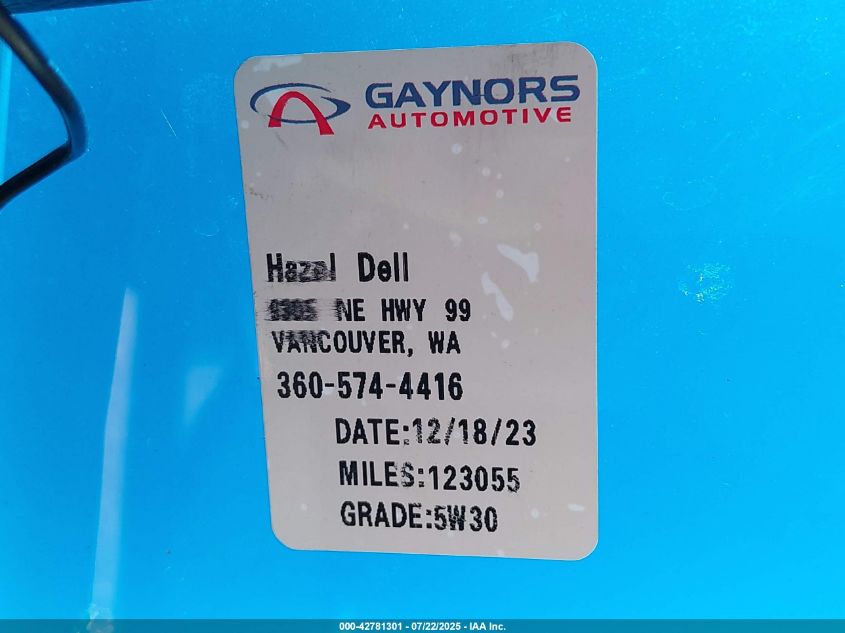 GAYNORS
AUTOMOTIVE
Hazel Dell
NE HWY 99
VANCOUVER, WA
360-574-4416
DATE:12/18/23
MILES:123055
GRADE:5W30
000-42781301 - 07/22/2025 - IAA Inc.